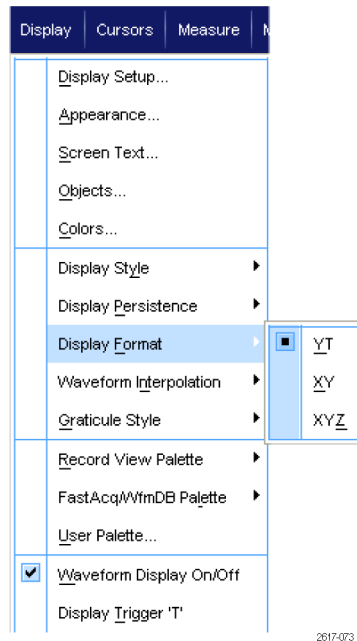 Display Cursors Measure
Display Setup...
Appearance...
Screen Text...
Objects...
Colors...
Display Style
Display Persistence
Display Format
YT
Waveform Interpolation
XY
Graticule Style
XYZ
Record View Palette
FastAcq/WfmDB Palette
User Palette...
Waveform Display On/Off
Display Trigger 'T'
2617-073